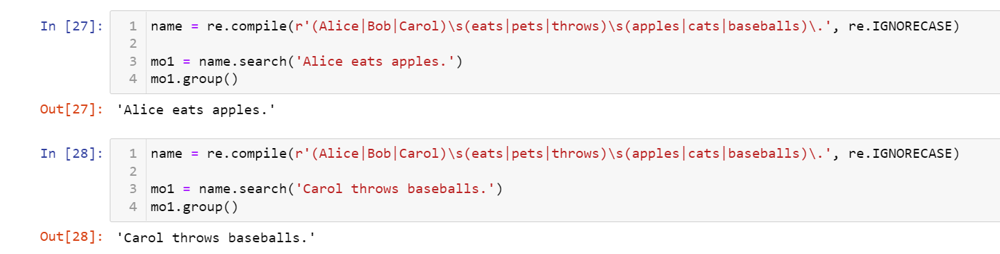 In [27]: 1 name = re.compile(r'(Alice|Bob|Carol)\s(eats|pets|throws)\s(apples|cats|baseballs)\.', re.IGNORECASE)
2
3 mo1 = name.search('Alice eats apples.')
4 mo1.group()
Out[27]: 'Alice eats apples.'
In [28]: 1 name = re.compile(r'(Alice|Bob|Carol)\s(eats|pets|throws)\s(apples|cats|baseballs)\.', re.IGNORECASE)
2
3 mo1 = name.search('Carol throws baseballs.')
4 mo1.group()
Out[28]: 'Carol throws baseballs.'